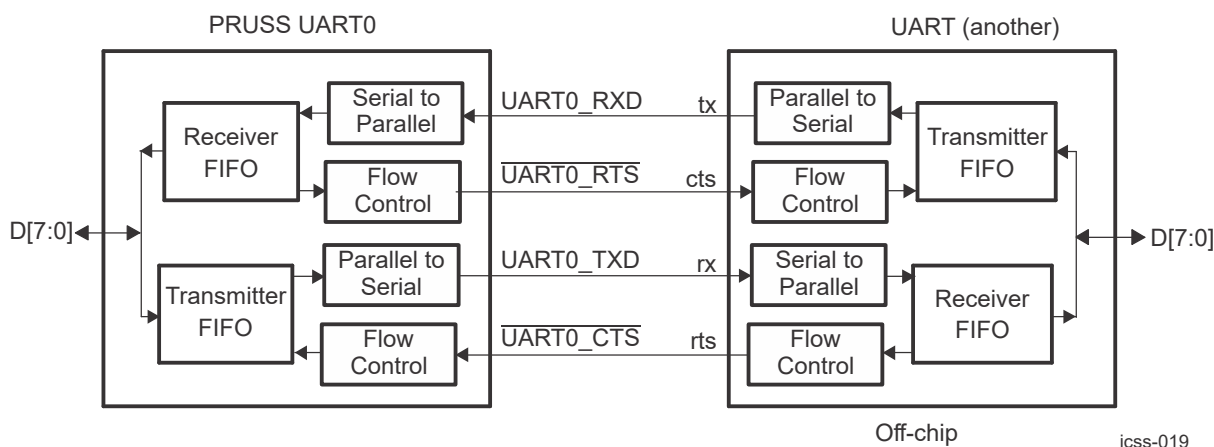 PRUSS UART0
UART (another)
Serial to
Parallel
UART0_RXD
tx
Parallel to
Serial
Receiver
FIFO
Transmitter
FIFO
Flow
Control
UART0_RTS
cts
Flow
Control
D[7:0]
D[7:0]
Parallel to
Serial
UART0_TXD
rx
Serial to
Parallel
Transmitter
FIFO
Receiver
FIFO
Flow
Control
UART0_CTS
rts
Flow
Control
Off-chip
icss-019